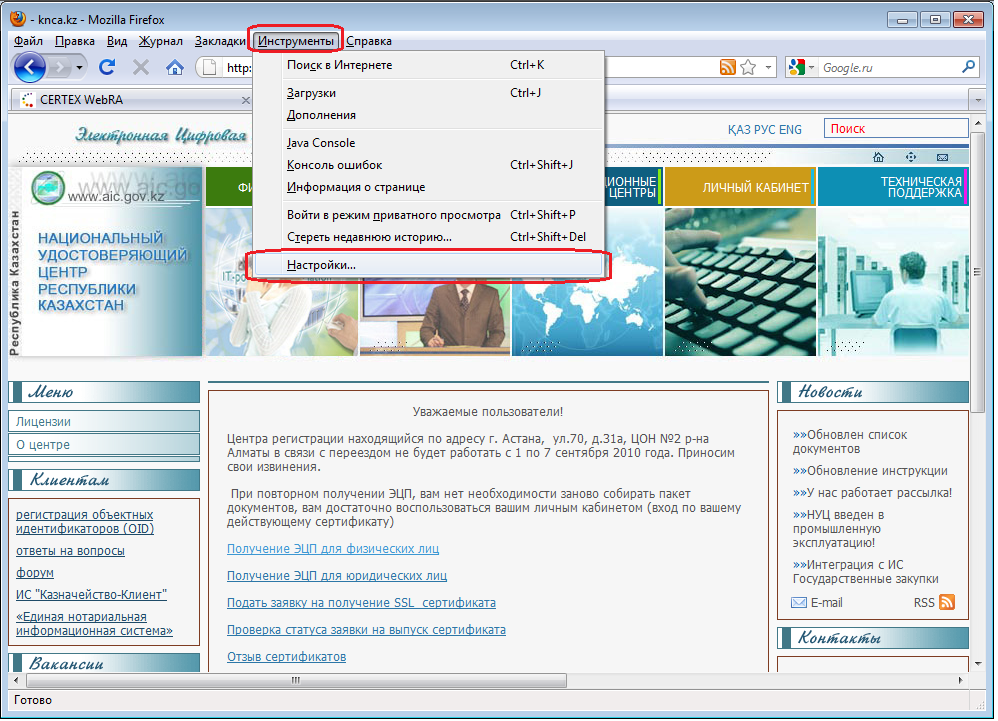 - knca.kz - Mozilla Firefox
Файл Правка Вид Журнал Закладки Инструменты Справка
http:
Google.ru
Поиск в Интернете Ctrl+K
Загрузки Ctrl+J
Дополнения
Java Console
Консоль ошибок Ctrl+Shift+J
Информация о странице
Войти в режим приватного просмотра Ctrl+Shift+P
Стереть недавнюю историю... Ctrl+Shift+Del
Настройки...
CERTEX WebRA
Электронная Цифровая
ҚАЗ РУС ENG
Поиск
www.aic.gov.kz
Республика Казахстан
НАЦИОНАЛЬНЫЙ
УДОСТОВЕРЯЮЩИЙ
ЦЕНТР
РЕСПУБЛИКИ
КАЗАХСТАН
ЦЕНТРЫ
ЛИЧНЫЙ КАБИНЕТ
ТЕХНИЧЕСКАЯ
ПОДДЕРЖКА
Меню
Лицензии
О центре
Клиентам
регистрация объектных
идентификаторов (OID)
ответы на вопросы
форум
ИС "Казначейство-Клиент"
«Единая нотариальная
информационная система»
Вакансии
Уважаемые пользователи!
Центра регистрации находящийся по адресу г. Астана, ул.70, д.31а, ЦОН №2 р-на
Алматы в связи с переездом не будет работать с 1 по 7 сентября 2010 года. Приносим
свои извинения.
При повторном получении ЭЦП, вам нет необходимости заново собирать пакет
документов, вам достаточно воспользоваться вашим личным кабинетом (вход по вашему
действующему сертификату)
Получение ЭЦП для физических лиц
Получение ЭЦП для юридических лиц
Подать заявку на получение SSL сертификата
Проверка статуса заявки на выпуск сертификата
Отзыв сертификатов
Новости
»»Обновлен список
документов
»»Обновление инструкции
»»У нас работает рассылка!
»»НУЦ введен в
промышленную
эксплуатацию!
»»Интеграция с ИС
Государственные закупки
E-mail RSS
Контакты
Готово